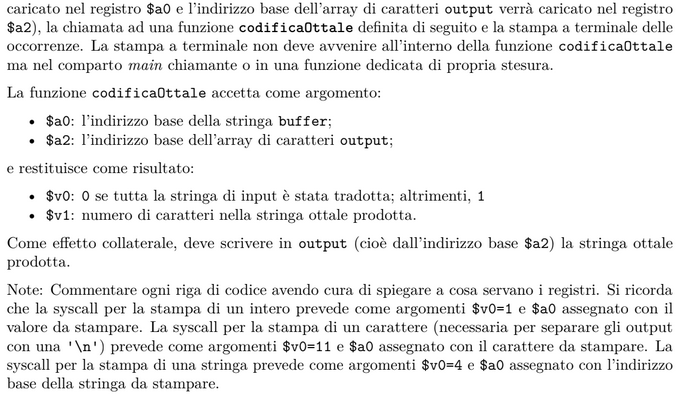 caricato nel registro $a0 e l'indirizzo base dell'array di caratteri output verrà caricato nel registro
$a2), la chiamata ad una funzione codificaOttale definita di seguito e la stampa a terminale delle
occorrenze. La stampa a terminale non deve avvenire all'interno della funzione codificaOttale
ma nel comparto main chiamante o in una funzione dedicata di propria stesura.
La funzione codificaOttale accetta come argomento:
• $a0: l'indirizzo base della stringa buffer;
• $a2: l'indirizzo base dell'array di caratteri output;
e restituisce come risultato:
• $v0: 0 se tutta la stringa di input è stata tradotta; altrimenti, 1
• $v1: numero di caratteri nella stringa ottale prodotta.
Come effetto collaterale, deve scrivere in output (cioè dall'indirizzo base $a2) la stringa ottale
prodotta.
Note: Commentare ogni riga di codice avendo cura di spiegare a cosa servano i registri. Si ricorda
che la syscall per la stampa di un intero prevede come argomenti $v0=1 e $a0 assegnato con il
valore da stampare. La syscall per la stampa di un carattere (necessaria per separare gli output
con una '\n') prevede come argomenti $v0=11 e $a0 assegnato con il carattere da stampare. La
syscall per la stampa di una stringa prevede come argomenti $v0=4 e $a0 assegnato con l'indirizzo
base della stringa da stampare.